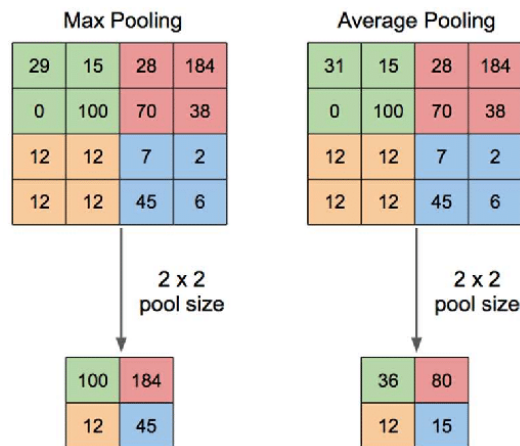 Max Pooling
29 15 28 184
0 100 70 38
12 12 7 2
12 12 45 6
2 x 2
pool size
100 184
12 45
Average Pooling
31 15 28 184
0 100 70 38
12 12 7 2
12 12 45 6
2 x 2
pool size
36 80
12 15